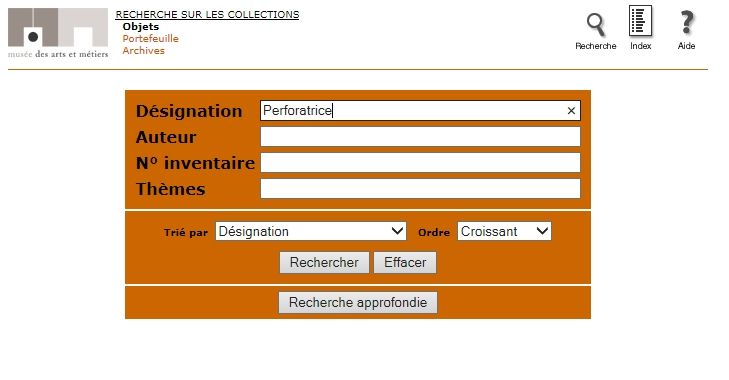 RECHERCHE SUR LES COLLECTIONS
Objets
Portefeuille
Archives
musée des arts et métiers
Recherche
Index
Aide
Désignation Perforatrice ×
Auteur
Nº inventaire
Thèmes
Trié par Désignation Ordre Croissant
Rechercher Effacer
Recherche approfondie